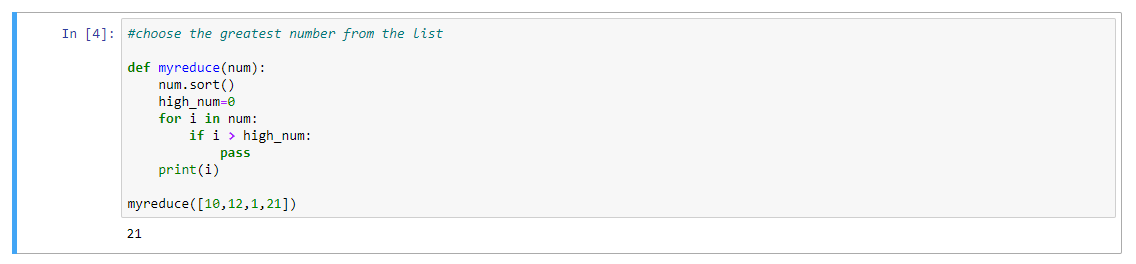 In [4]: #choose the greatest number from the list
def myreduce(num):
    num.sort()
    high_num=0
    for i in num:
        if i > high_num:
            pass
    print(i)
myreduce([10,12,1,21])
21